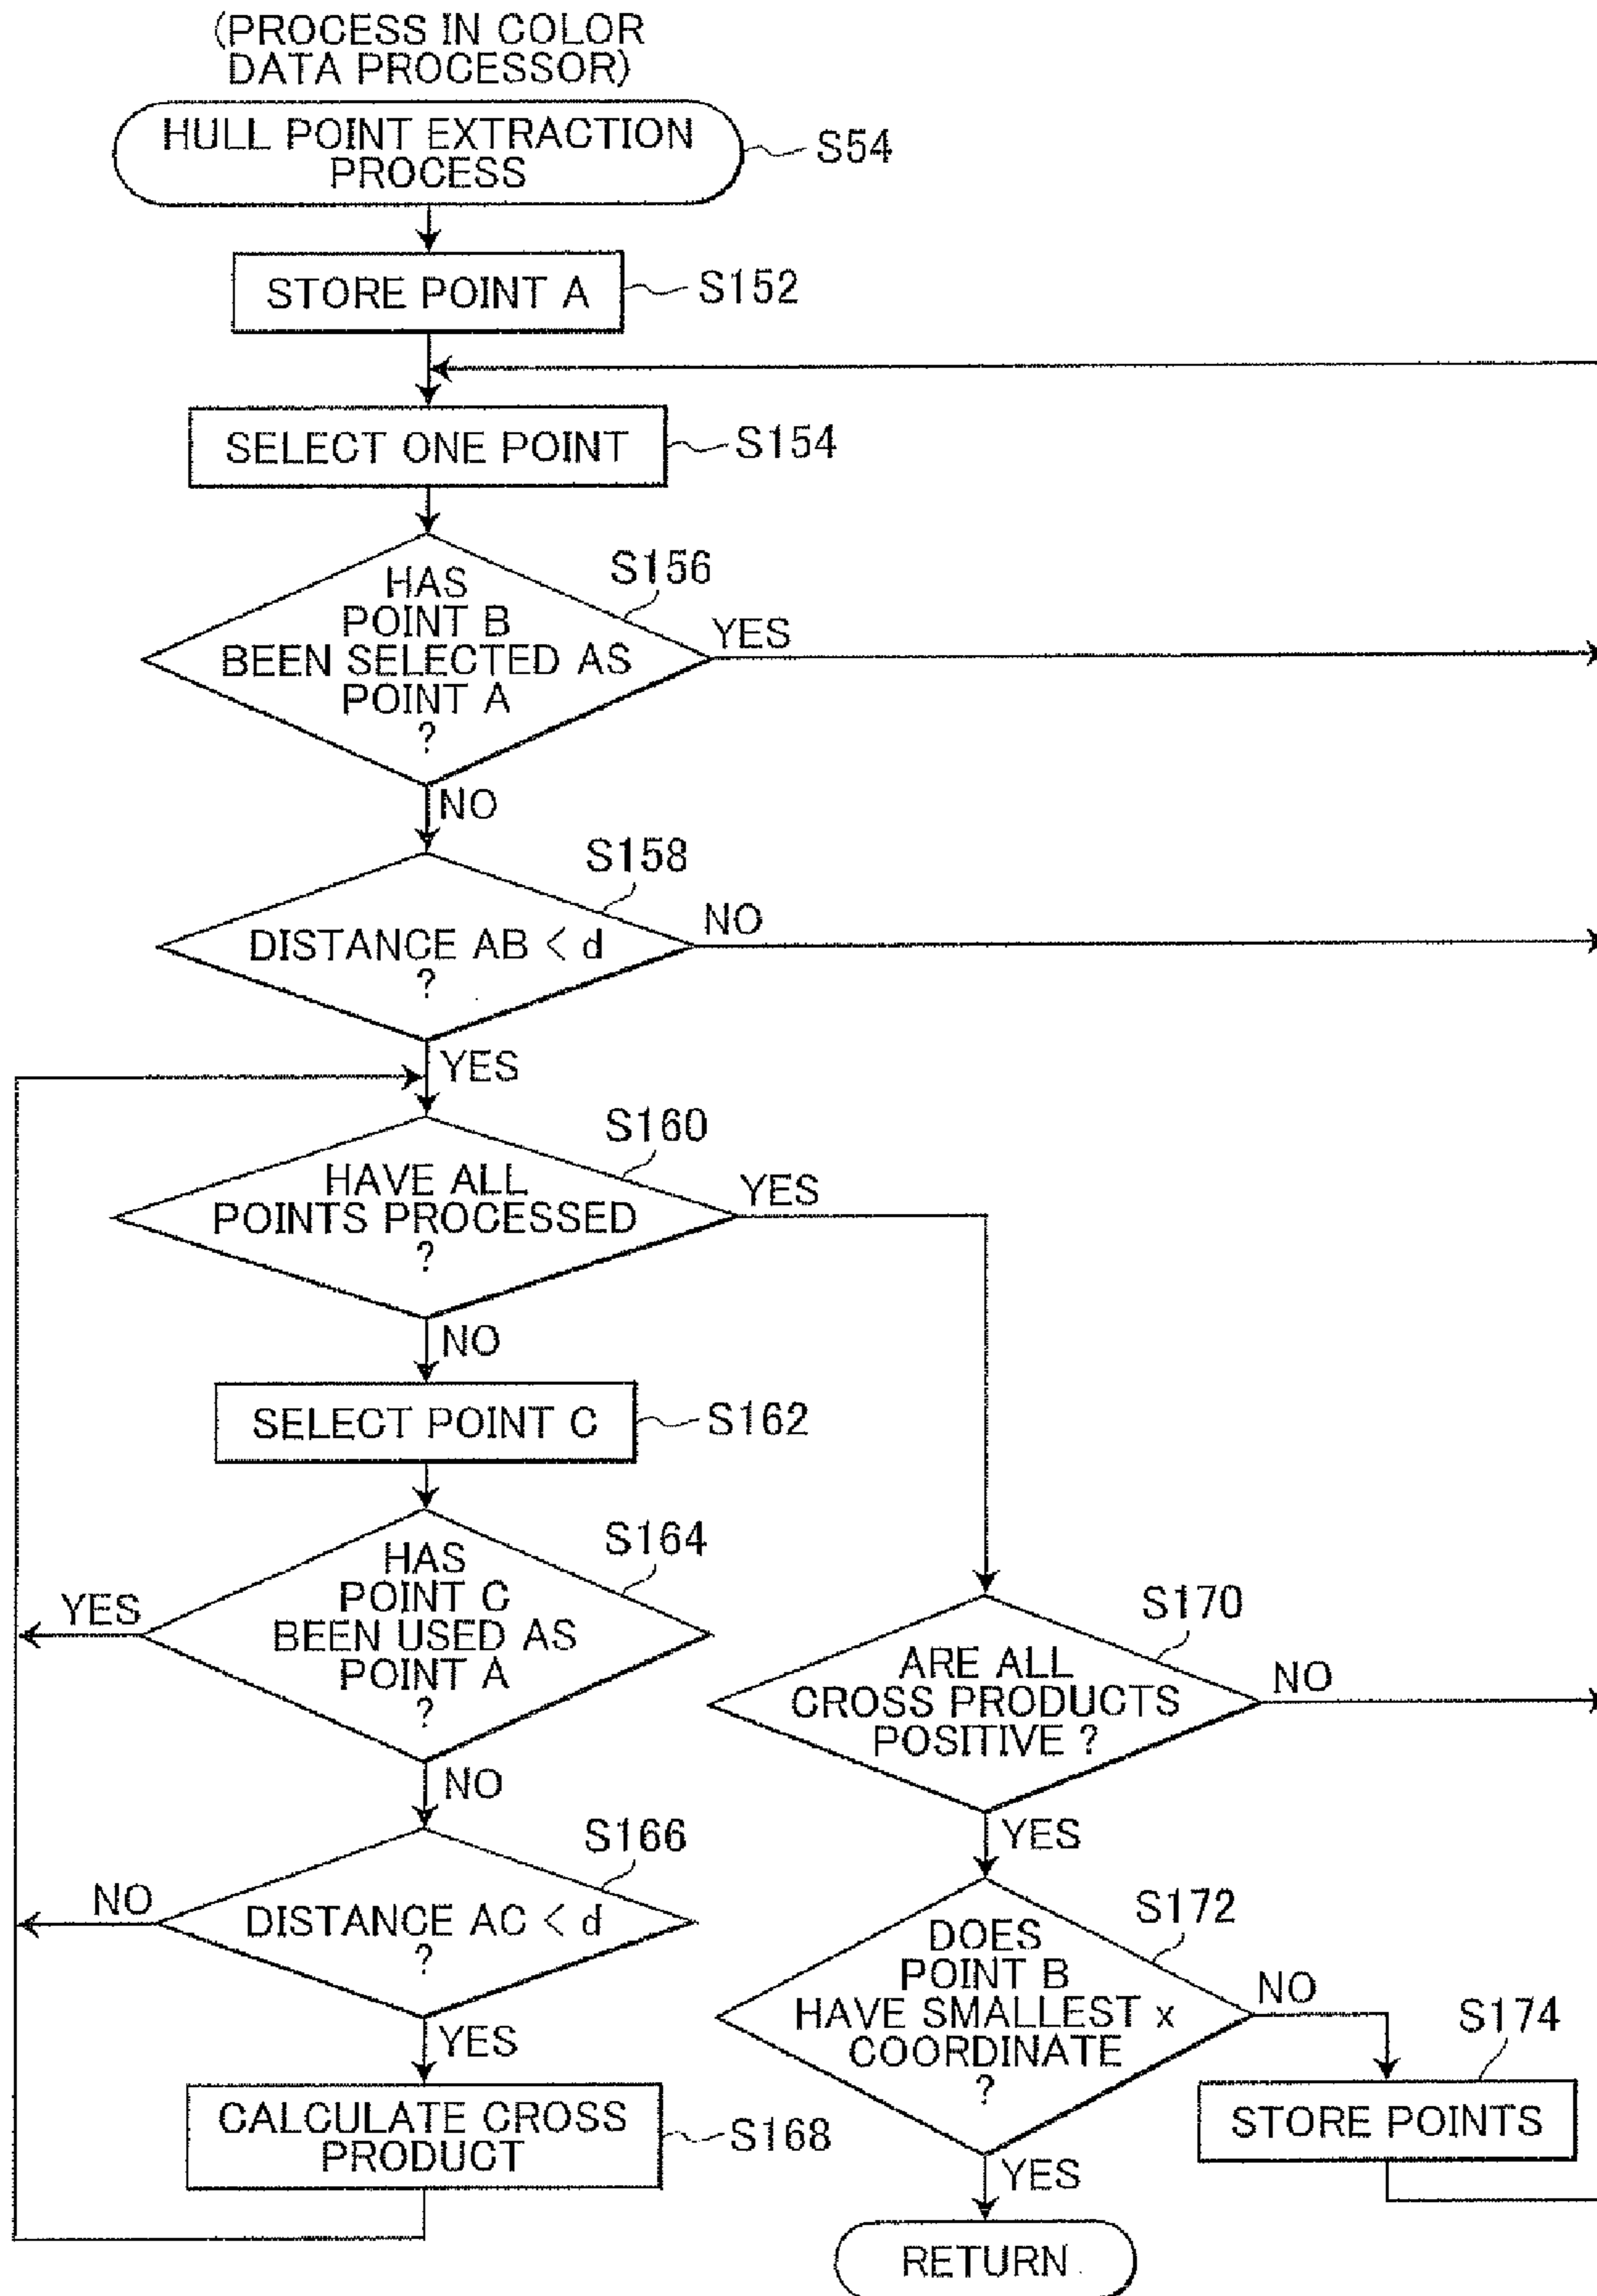 (PROCESS IN COLOR
DATA PROCESSOR)
HULL POINT EXTRACTION
PROCESS
S54
STORE POINT A
S152
SELECT ONE POINT
S154
S156
HAS
POINT B
BEEN SELECTED AS
POINT A
?
YES
NO
S158
DISTANCE AB < d
?
NO
YES
S160
HAVE ALL
POINTS PROCESSED
?
YES
NO
SELECT POINT C
S162
S164
HAS
POINT C
BEEN USED AS
POINT A
?
YES
NO
S166
DISTANCE AC < d
?
NO
YES
CALCULATE CROSS
PRODUCT
S168
S170
ARE ALL
CROSS PRODUCTS
POSITIVE ?
NO
YES
S172
DOES
POINT B
HAVE SMALLEST x
COORDINATE
?
NO
YES
S174
STORE POINTS
RETURN